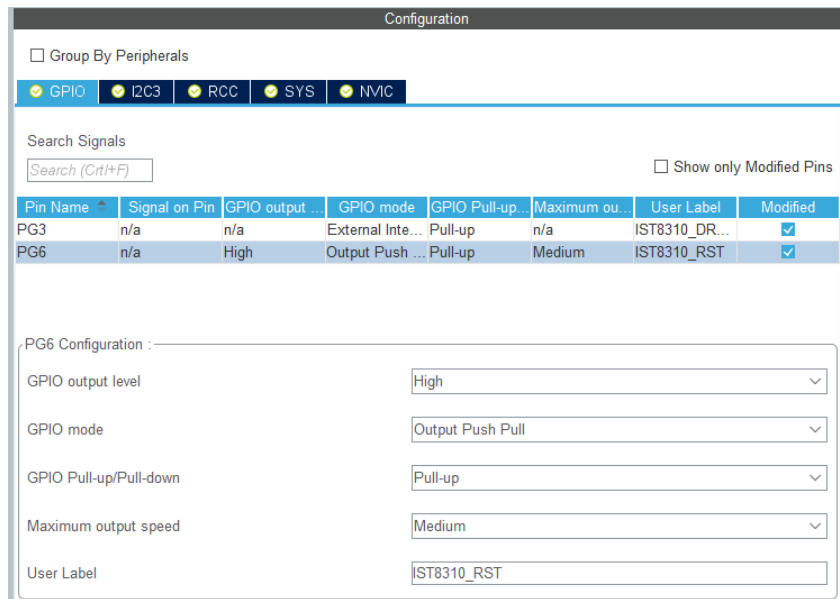 Configuration
Group By Peripherals
GPIO I2C3 RCC SYS NVIC
Search Signals
Search (CrtI+F)
Show only Modified Pins
Pin Name Signal on Pin GPIO output ... GPIO mode GPIO Pull-up... Maximum ou... User Label Modified
PG3 n/a n/a External Inte... Pull-up n/a IST8310_DR...
PG6 n/a High Output Push ... Pull-up Medium IST8310_RST
PG6 Configuration :
GPIO output level High
GPIO mode Output Push Pull
GPIO Pull-up/Pull-down Pull-up
Maximum output speed Medium
User Label IST8310_RST